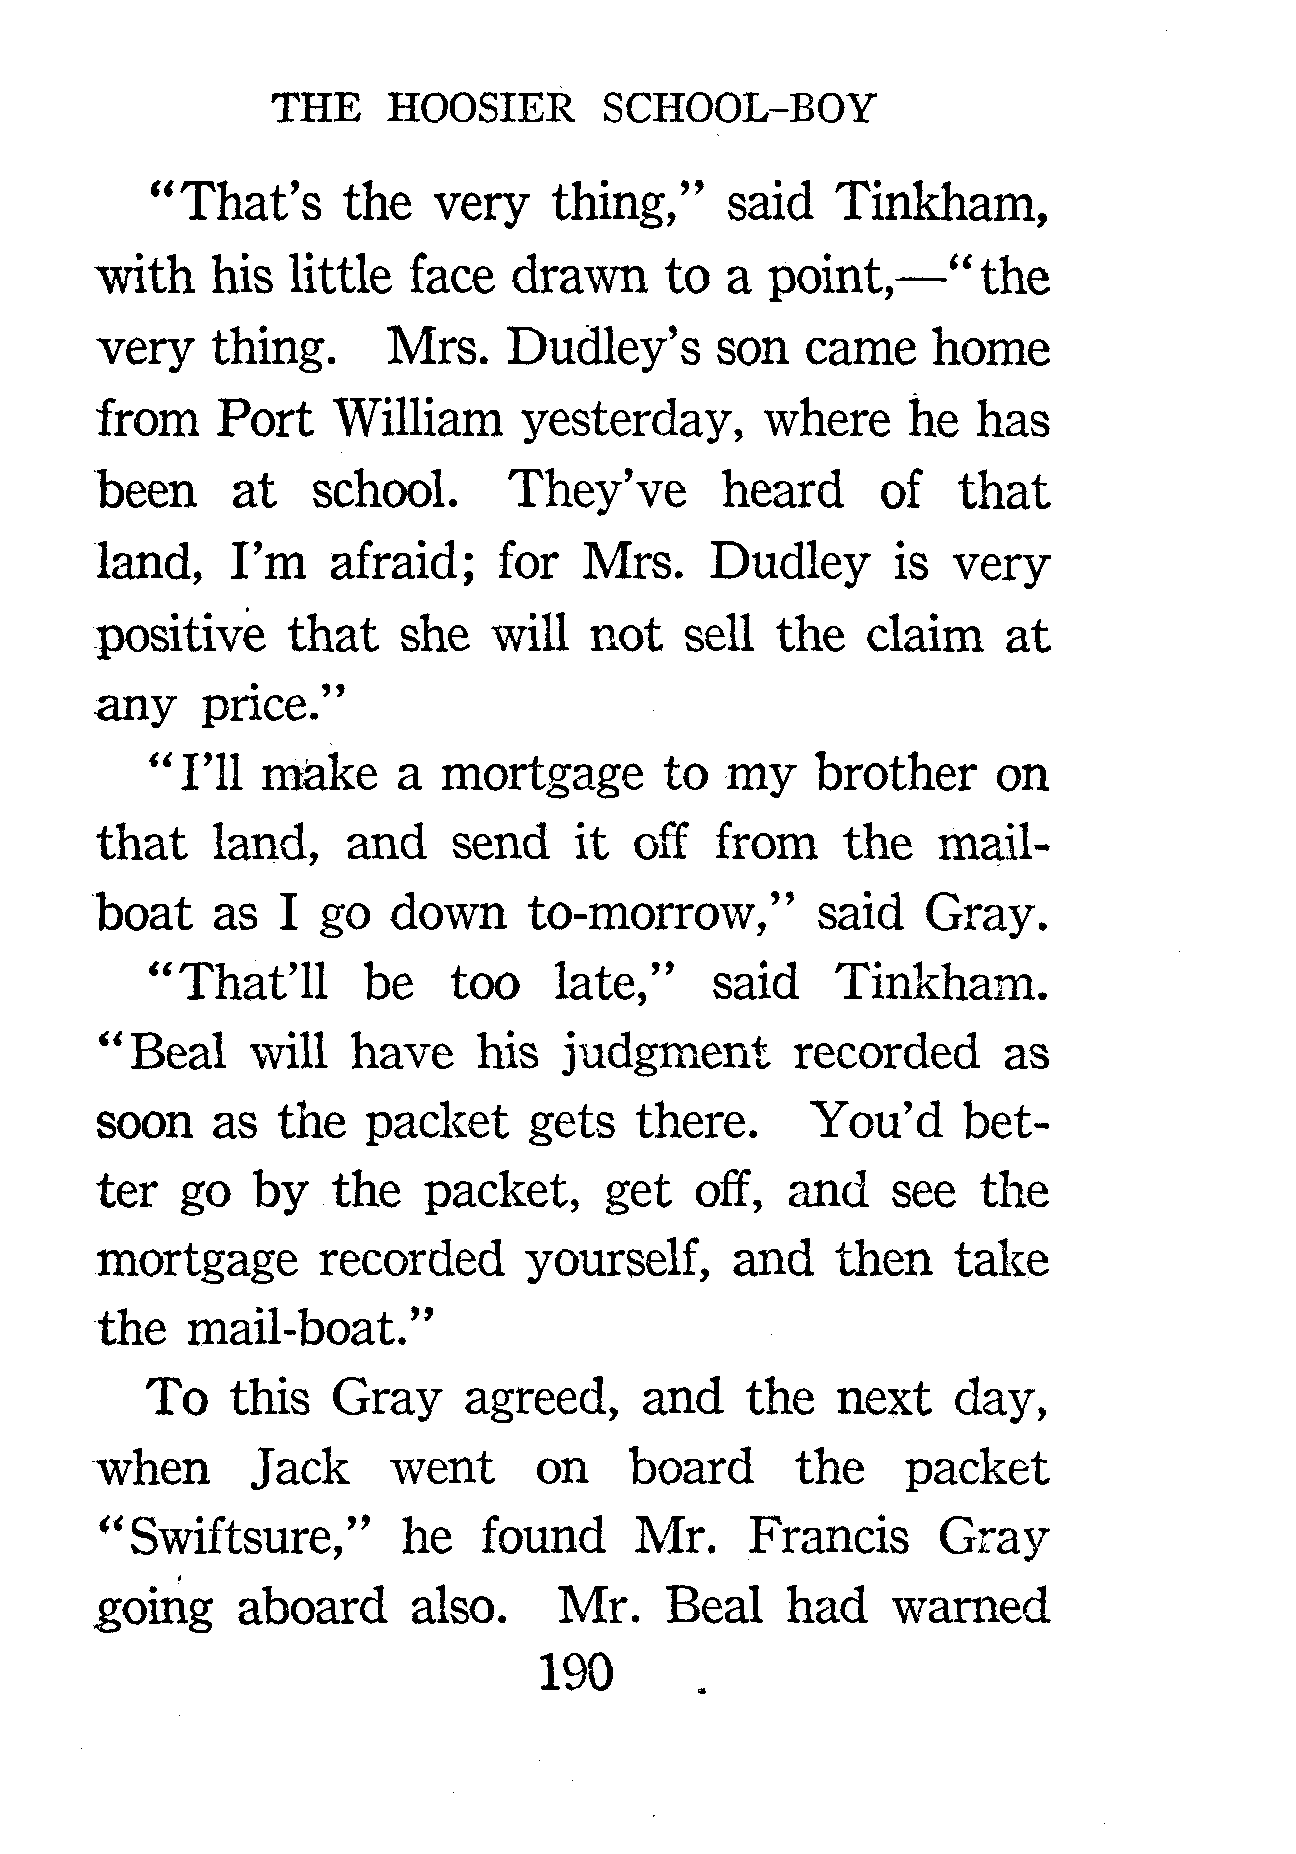 THE HOOSIER SCHOOL-BOY
“That’s the very thing,” said Tinkham,
with his little face drawn to a point,—“the
very thing. Mrs. Dudley’s son came home
from Port William yesterday, where he has
been at school. They’ve heard of that
land, I’m afraid; for Mrs. Dudley is very
positive that she will not sell the claim at
any price.”
“I’ll make a mortgage to my brother on
that land, and send it off from the mail-
boat as I go down to-morrow,” said Gray.
“That’ll be too late,” said Tinkham.
“Beal will have his judgment recorded as
soon as the packet gets there. You’d bet-
ter go by the packet, get off, and see the
mortgage recorded yourself, and then take
the mail-boat.”
To this Gray agreed, and the next day,
when Jack went on board the packet
“Swiftsure,” he found Mr. Francis Gray
going aboard also. Mr. Beal had warned
190